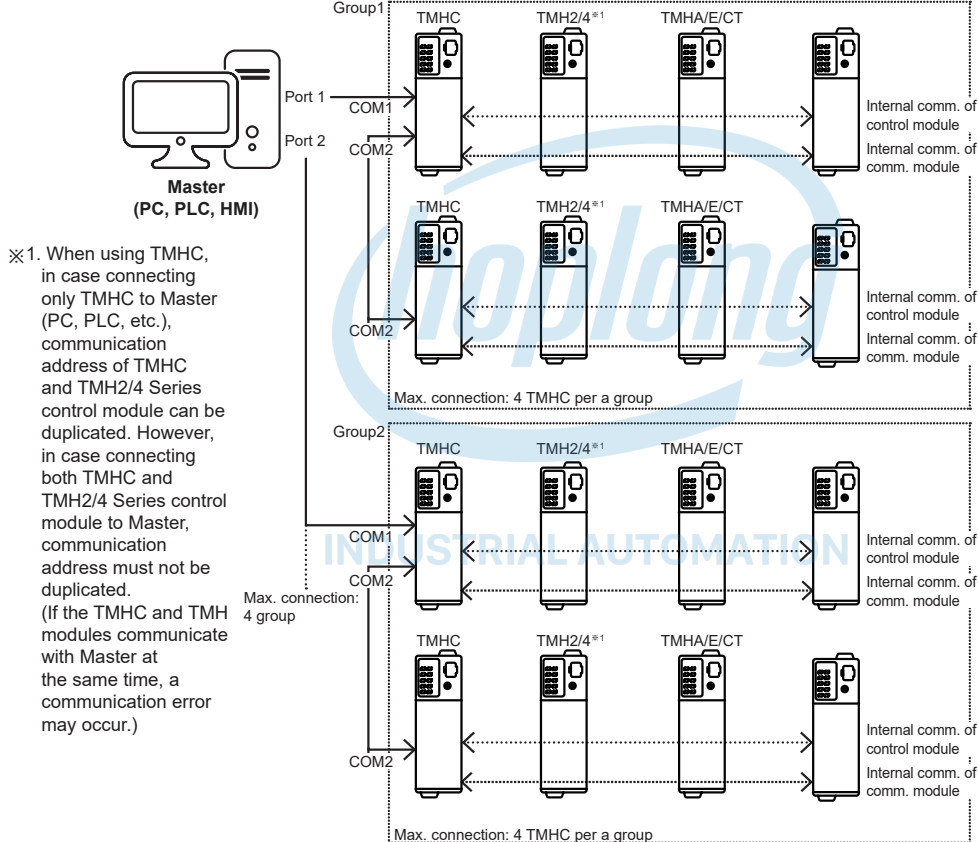 Group1
TMHC
TMH2/4※1
TMHA/E/CT
Port 1
COM1
Port 2
COM2
Internal comm. of
control module
Internal comm. of
comm. module
Master
(PC, PLC, HMI)
TMHC
TMH2/4※1
TMHA/E/CT
※1. When using TMHC,
in case connecting
only TMHC to Master
(PC, PLC, etc.),
communication
address of TMHC
and TMH2/4 Series
control module can be
duplicated. However,
in case connecting
both TMHC and
TMH2/4 Series control
module to Master,
communication
address must not be
duplicated.
(If the TMHC and TMH
modules communicate
with Master at
the same time, a
communication error
may occur.)
COM2
Internal comm. of
control module
Internal comm. of
comm. module
hoplong
Max. connection: 4 TMHC per a group
Group2
TMHC
TMH2/4※1
TMHA/E/CT
COM1
INDUSTRIAL AUTOMATION
COM2
Internal comm. of
control module
Internal comm. of
comm. module
Max. connection:
4 group
TMHC
TMH2/4※1
TMHA/E/CT
COM2
Internal comm. of
control module
Internal comm. of
comm. module
Max. connection: 4 TMHC per a group